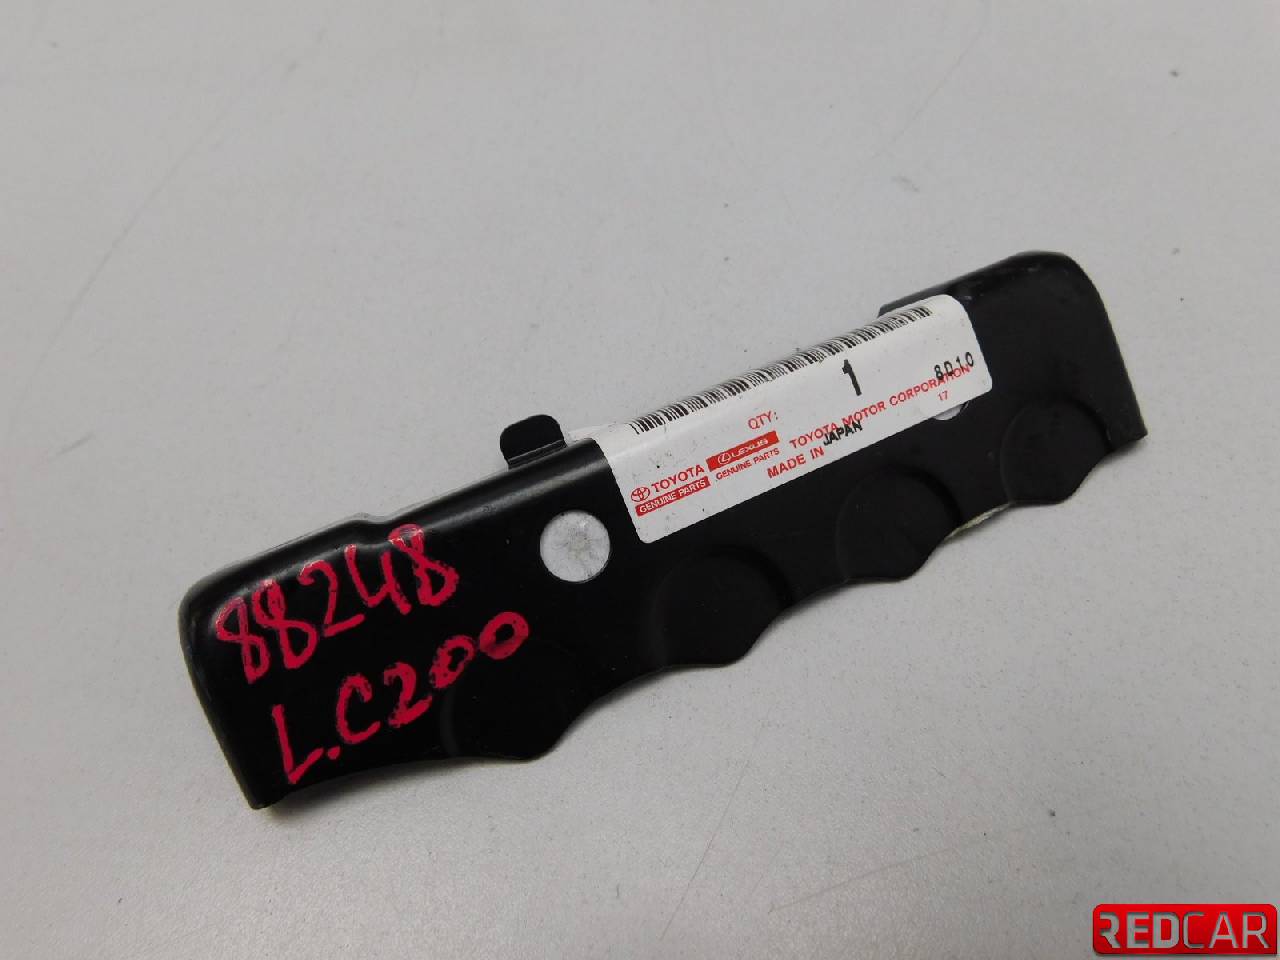 1
8010
QTY:
TOYOTA
GENUINE PARTS
LEXUS
GENUINE PARTS
TOYOTA MOTOR CORPORATION
17
MADE IN JAPAN
88248
L.C200
REDCAR